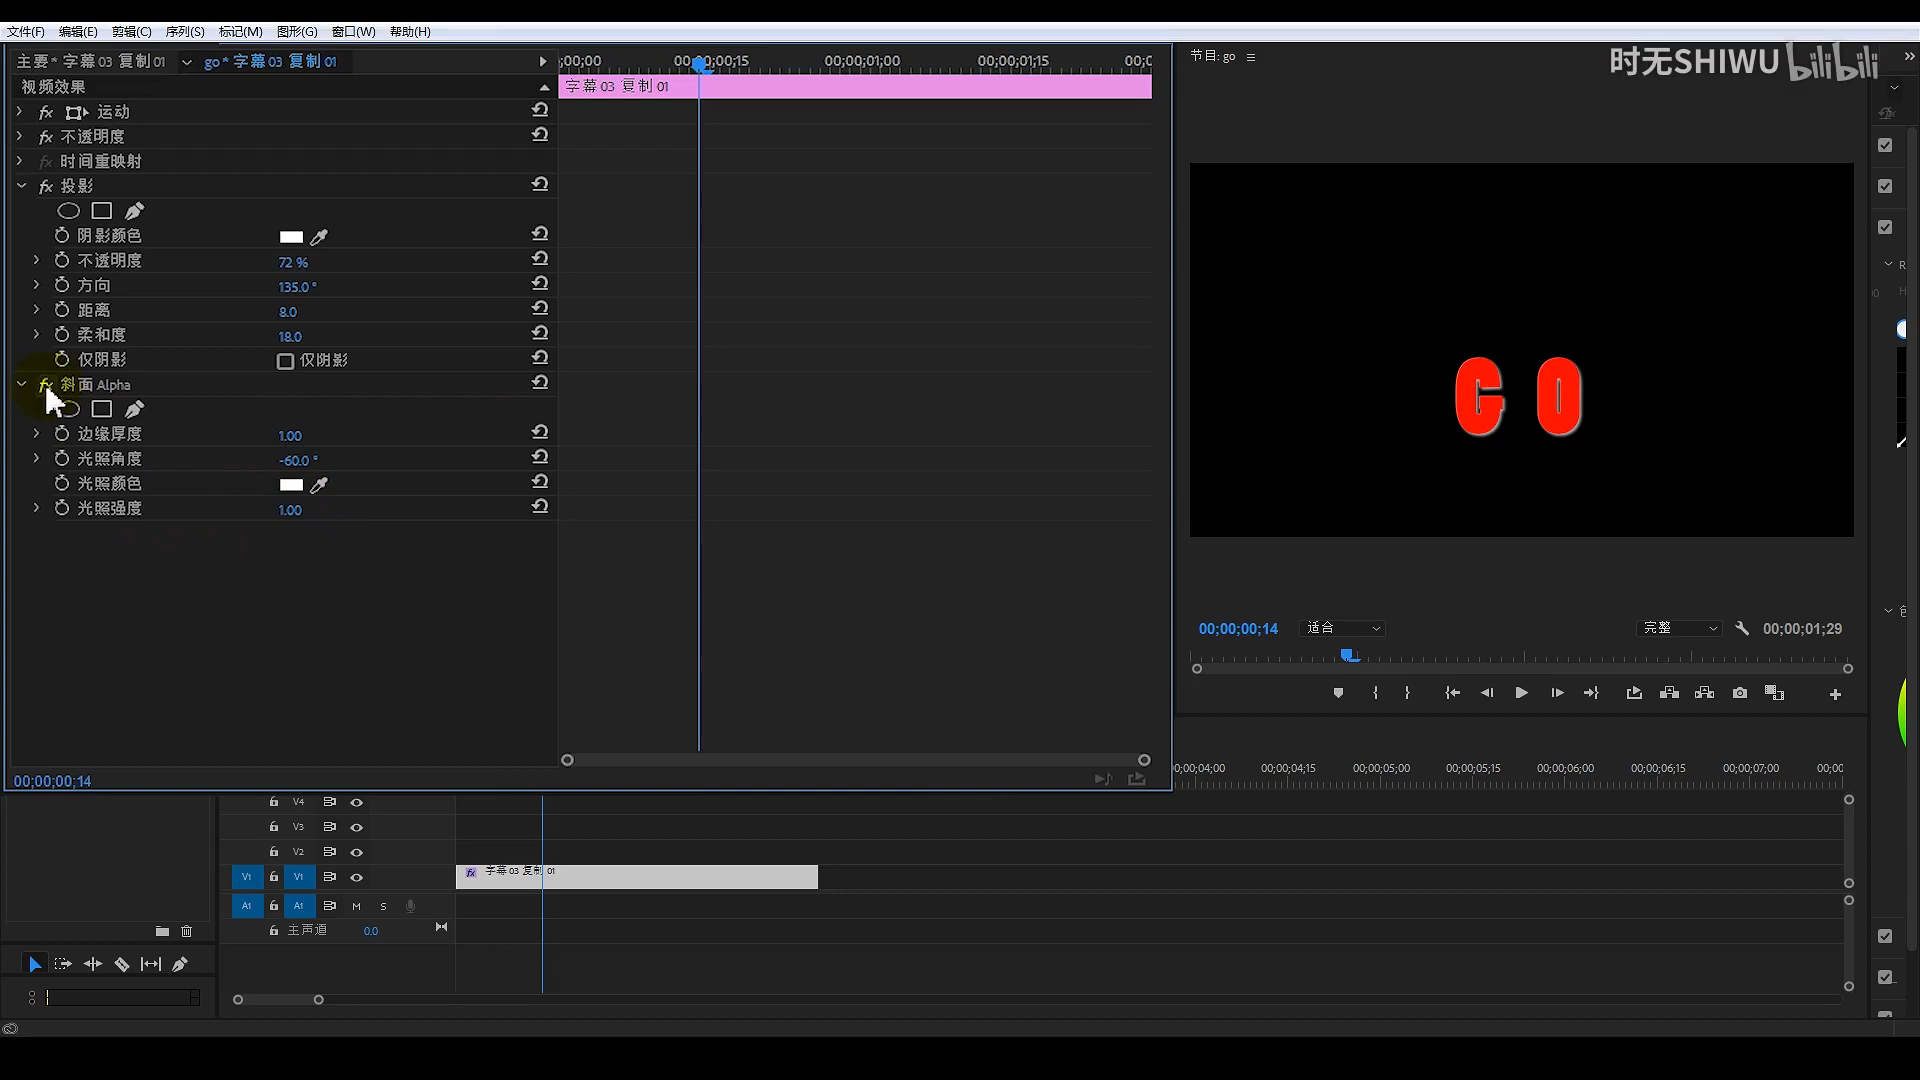 文件(F) 编辑(E) 剪辑(C) 序列(S) 标记(M) 图形(G) 窗口(W) 帮助(H)
主要* 字幕 03 复制 01 go * 字幕 03 复制 01
;00;00 00;00;00;15 00;00;01;00 00;00;01;15 00;0
视频效果
字幕 03 复制 01
fx 运动
fx 不透明度
fx 时间重映射
fx 投影
阴影颜色
不透明度 72 %
方向 135.0 °
距离 8.0
柔和度 18.0
仅阴影 仅阴影
fx 斜面 Alpha
边缘厚度 1.00
光照角度 -60.0 °
光照颜色
光照强度 1.00
00;00;00;14
节目: go
时无SHIWU bilibili
GO
00;00;00;14 适合 完整 00;00;01;29
;00;04;00 00;00;04;15 00;00;05;00 00;00;05;15 00;00;06;00 00;00;06;15 00;00;07;00 00;00
V4
V3
V2
V1 V1 fx 字幕 03 复制 01
A1 A1 M S
主声道 0.0